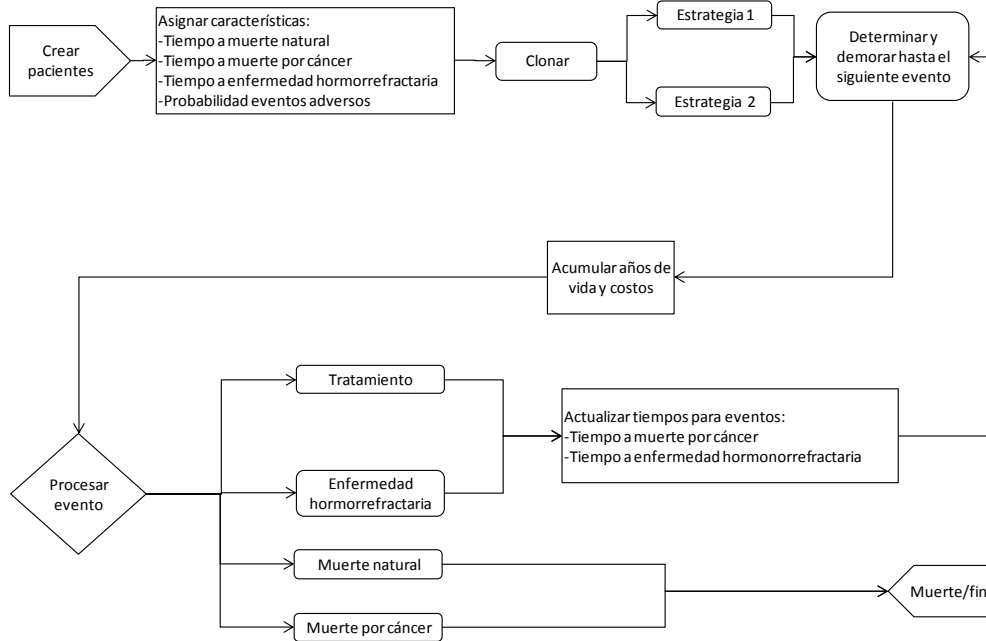 Crear
pacientes
Asignar características:
-Tiempo a muerte natural
-Tiempo a muerte por cáncer
-Tiempo a enfermedad hormorrefractaria
-Probabilidad eventos adversos
Clonar
Estrategia 1
Estrategia 2
Determinar y
demorar hasta el
siguiente evento
Acumular años de
vida y costos
Procesar
evento
Tratamiento
Enfermedad
hormorrefractaria
Muerte natural
Muerte por cáncer
Actualizar tiempos para eventos:
-Tiempo a muerte por cáncer
-Tiempo a enfermedad hormonorrefractaria
Muerte/fin